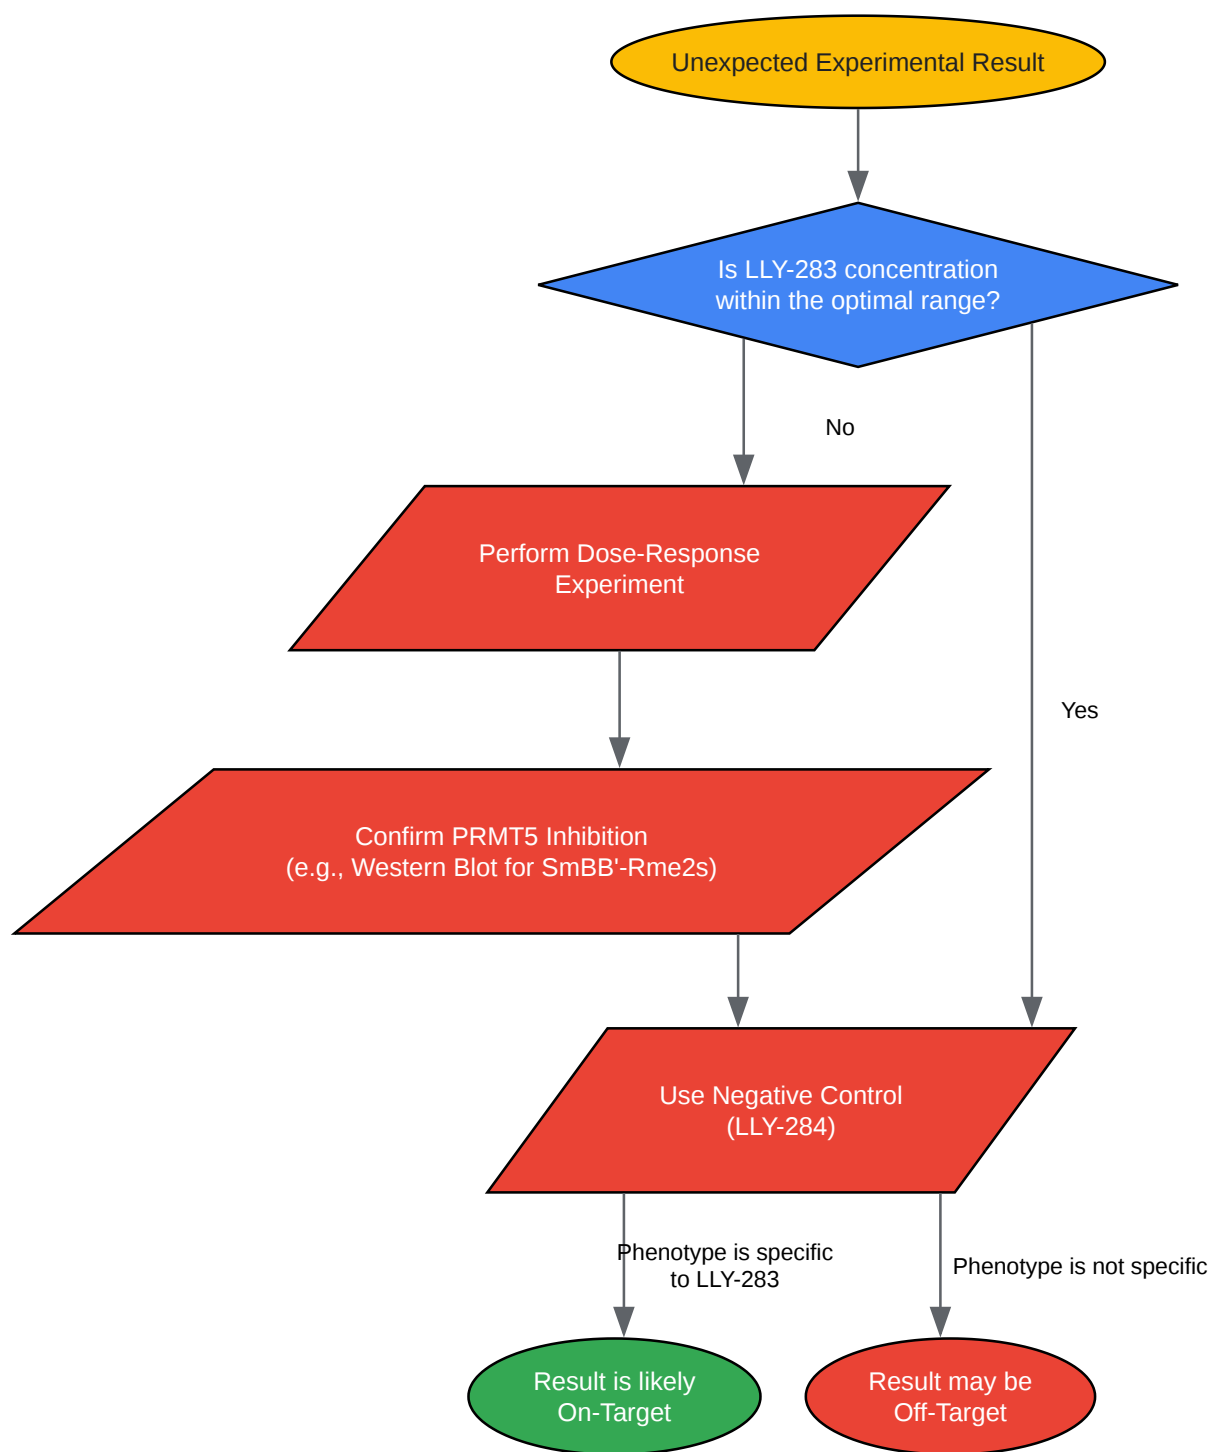 Unexpected Experimental Result
Is LLY-283 concentration
within the optimal range?
No
Perform Dose-Response
Experiment
Yes
Confirm PRMT5 Inhibition
(e.g., Western Blot for SmBB'-Rme2s)
Use Negative Control
(LLY-284)
Phenotype is specific
to LLY-283
Phenotype is not specific
Result is likely
On-Target
Result may be
Off-Target